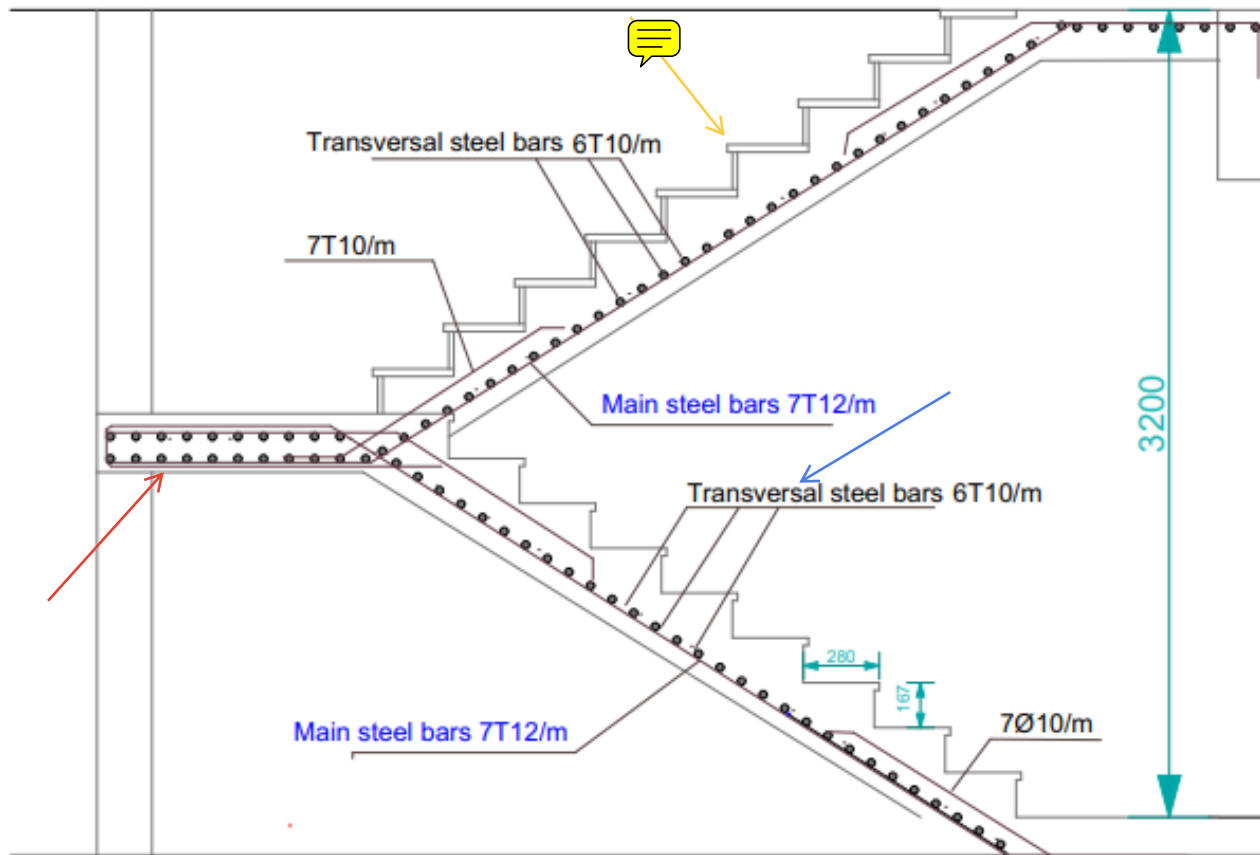 Transversal steel bars 6T10/m
7T10/m
Main steel bars 7T12/m
3200
Transversal steel bars 6T10/m
280
167
7Ø10/m
Main steel bars 7T12/m